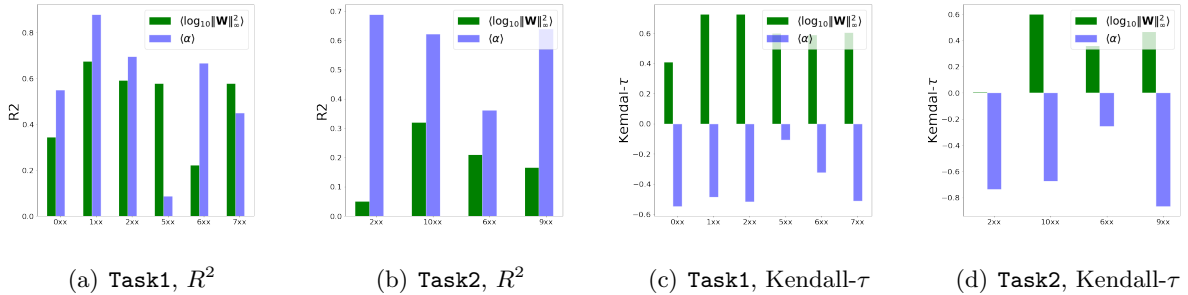 0.8
0.6
0.4
0.2
0.0
R2
0xx 1xx 2xx 5xx 6xx 7xx
⟨log₁₀‖W‖²∞⟩
⟨α⟩
(a) Task1, R²
0.7
0.6
0.5
0.4
0.3
0.2
0.1
0.0
R2
2xx 10xx 6xx 9xx
⟨log₁₀‖W‖²∞⟩
⟨α⟩
(b) Task2, R²
0.6
0.4
0.2
0.0
−0.2
−0.4
−0.6
Kemdal-τ
0xx 1xx 2xx 5xx 6xx 7xx
⟨log₁₀‖W‖²∞⟩
⟨α⟩
(c) Task1, Kendall-τ
0.6
0.4
0.2
0.0
−0.2
−0.4
−0.6
−0.8
Kemdal-τ
2xx 10xx 6xx 9xx
⟨log₁₀‖W‖²∞⟩
⟨α⟩
(d) Task2, Kendall-τ